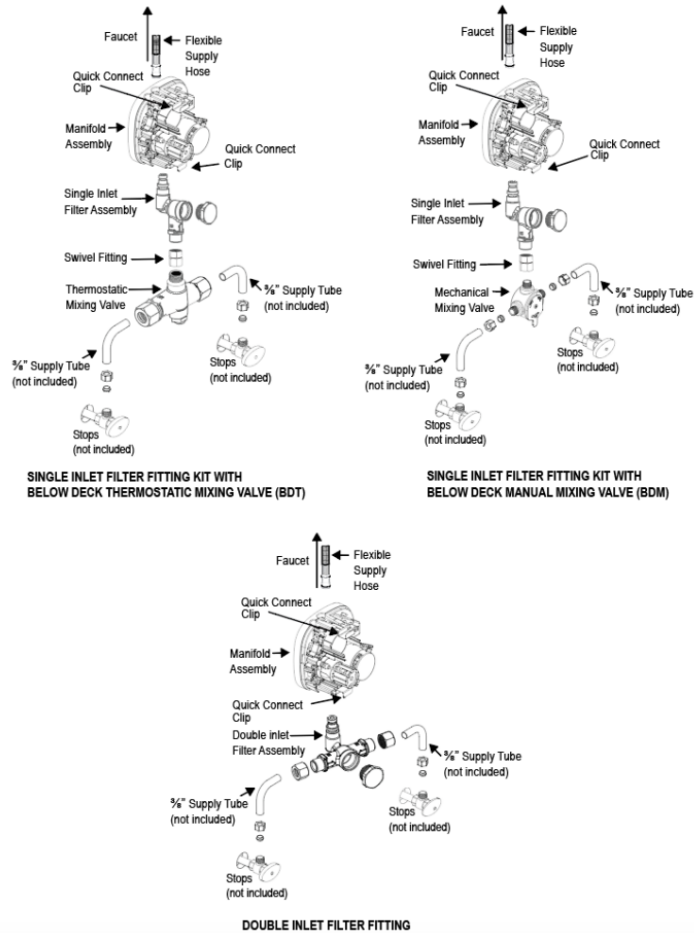 Faucet
Flexible
Supply
Hose
Quick Connect
Clip
Manifold
Assembly
Quick Connect
Clip
Single Inlet
Filter Assembly
Swivel Fitting
Thermostatic
Mixing Valve
⅜" Supply Tube
(not included)
⅜" Supply Tube
(not included)
Stops
(not included)
Stops
(not included)
SINGLE INLET FILTER FITTING KIT WITH
BELOW DECK THERMOSTATIC MIXING VALVE (BDT)
Faucet
Flexible
Supply
Hose
Quick Connect
Clip
Manifold
Assembly
Quick Connect
Clip
Single Inlet
Filter Assembly
Swivel Fitting
Mechanical
Mixing Valve
⅜" Supply Tube
(not included)
Stops
(not included)
⅜" Supply Tube
(not included)
Stops
(not included)
SINGLE INLET FILTER FITTING KIT WITH
BELOW DECK MANUAL MIXING VALVE (BDM)
Faucet
Flexible
Supply
Hose
Quick Connect
Clip
Manifold
Assembly
Quick Connect
Clip
Double inlet
Filter Assembly
⅜" Supply Tube
(not included)
⅜" Supply Tube
(not included)
Stops
(not included)
Stops
(not included)
DOUBLE INLET FILTER FITTING